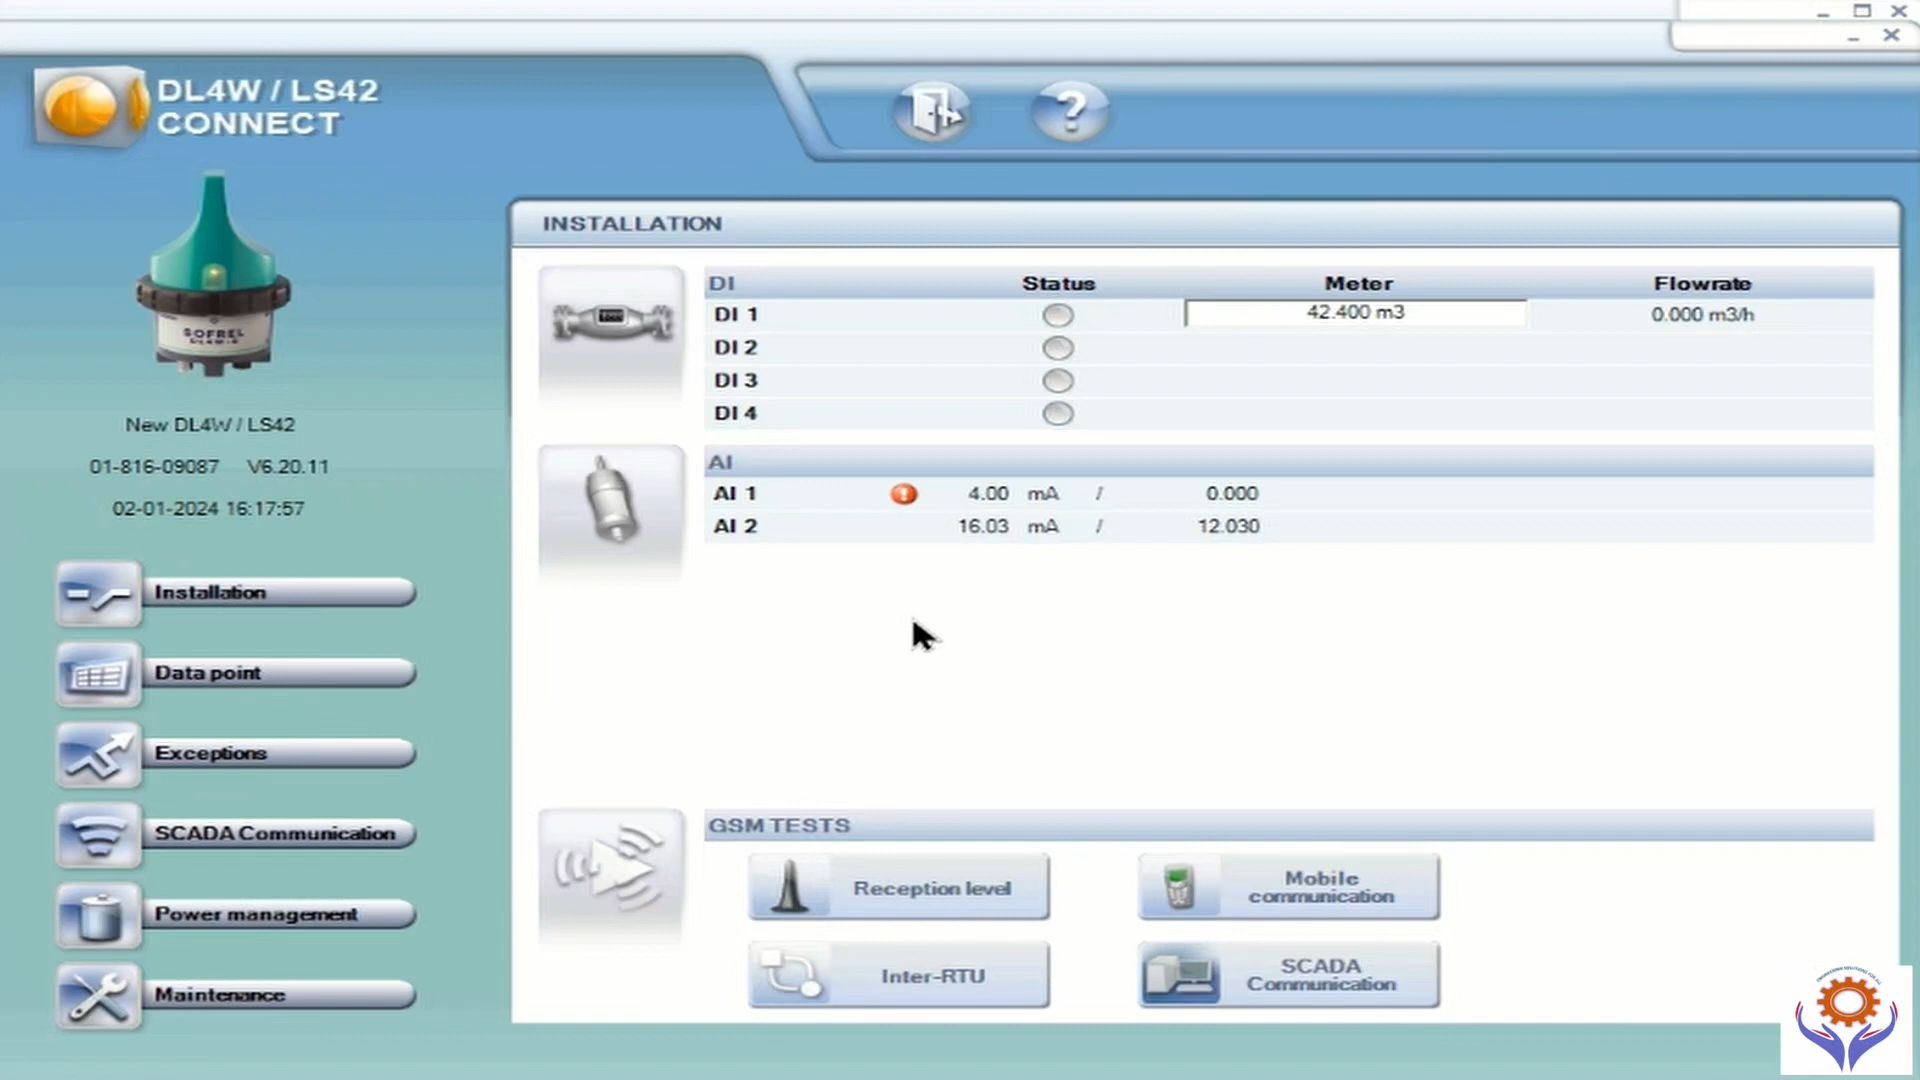 DL4W / LS42
CONNECT
SOFREL
New DL4W / LS42
01-816-09087 V6.20.11
02-01-2024 16:17:57
Installation
Data point
Exceptions
SCADA Communication
Power management
Maintenance
INSTALLATION
DI Status Meter Flowrate
DI 1 42.400 m3 0.000 m3/h
DI 2
DI 3
DI 4
AI
AI 1 4.00 mA / 0.000
AI 2 16.03 mA / 12.030
GSM TESTS
Reception level
Mobile
communication
Inter-RTU
SCADA
Communication